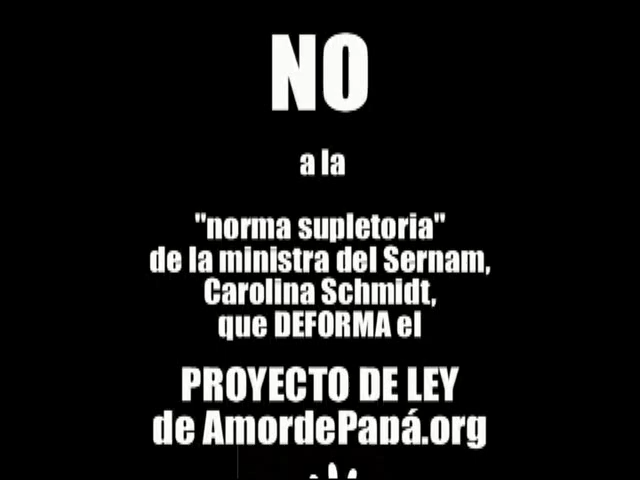 NO
a la
"norma supletoria"
de la ministra del Sernam,
Carolina Schmidt,
que DEFORMA el
PROYECTO DE LEY
de AmordePapá.org